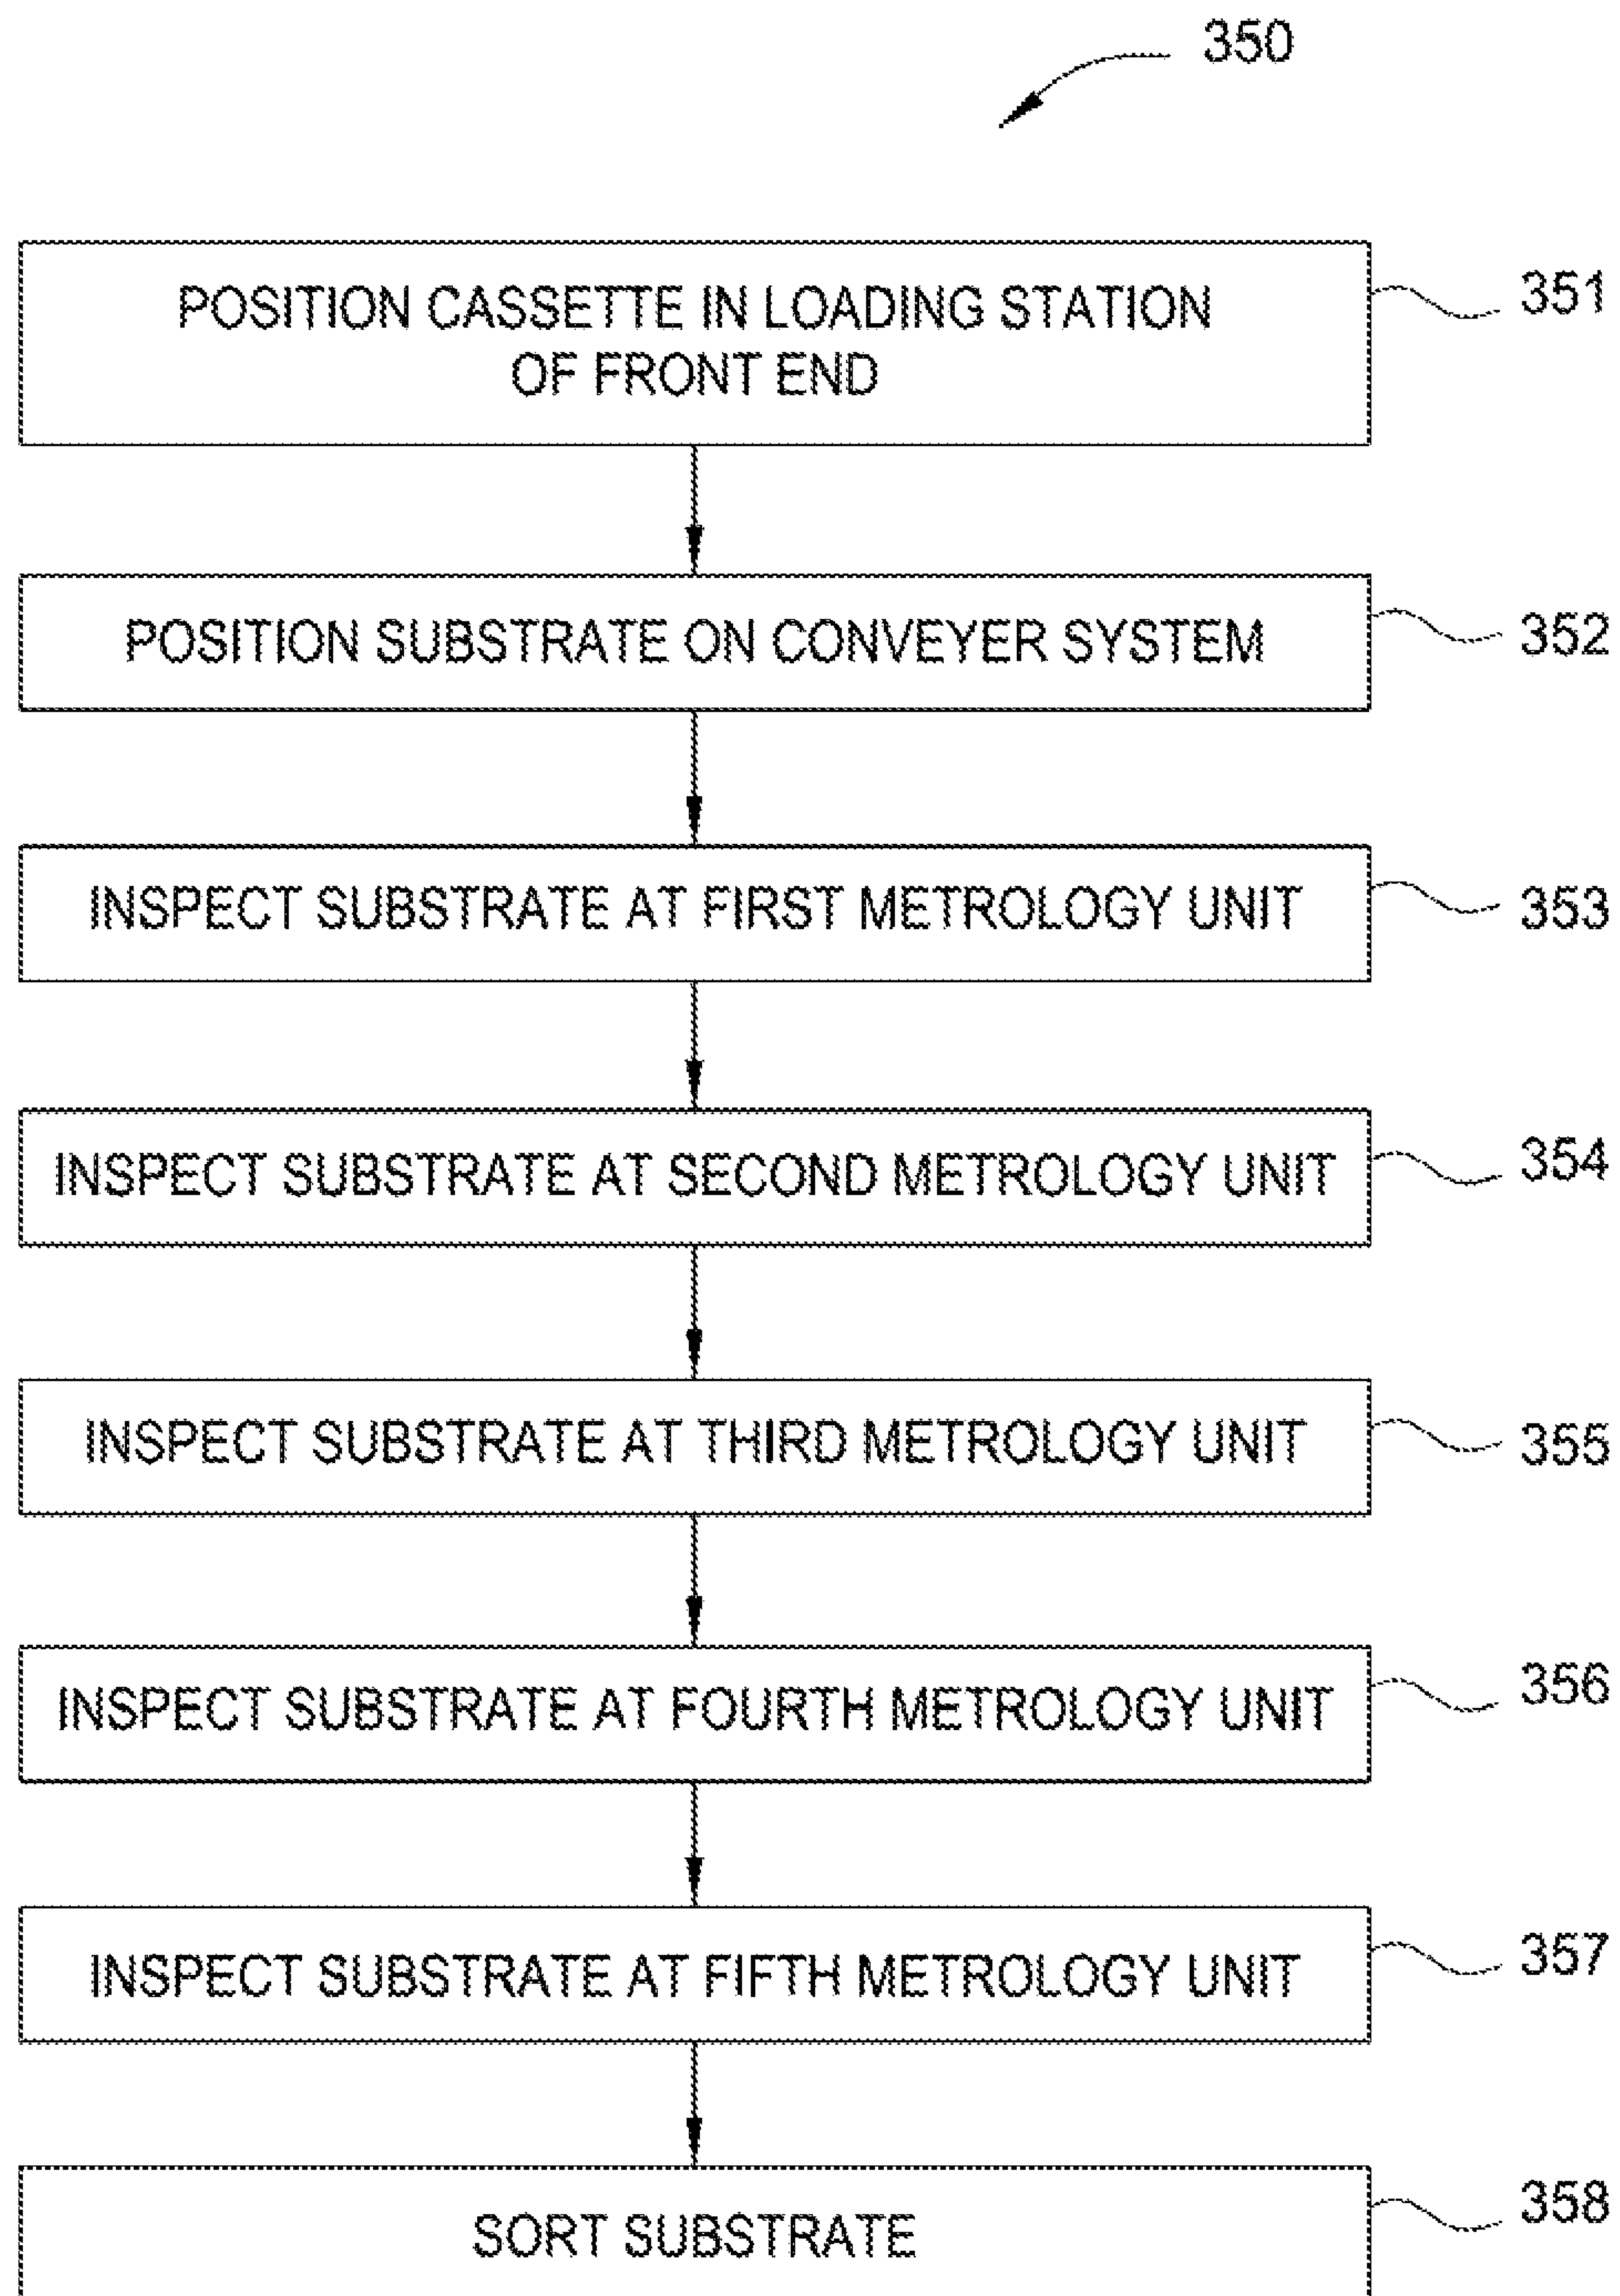 350
POSITION CASSETTE IN LOADING STATION
OF FRONT END
351
POSITION SUBSTRATE ON CONVEYER SYSTEM
352
INSPECT SUBSTRATE AT FIRST METROLOGY UNIT
353
INSPECT SUBSTRATE AT SECOND METROLOGY UNIT
354
INSPECT SUBSTRATE AT THIRD METROLOGY UNIT
355
INSPECT SUBSTRATE AT FOURTH METROLOGY UNIT
356
INSPECT SUBSTRATE AT FIFTH METROLOGY UNIT
357
SORT SUBSTRATE
358